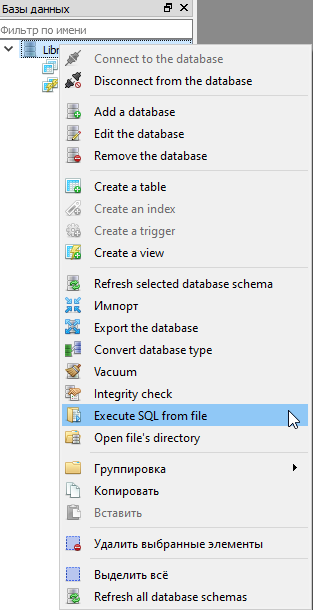 Базы данных
Фильтр по имени
Libr
Connect to the database
Disconnect from the database
Add a database
Edit the database
Remove the database
Create a table
Create an index
Create a trigger
Create a view
Refresh selected database schema
Импорт
Export the database
Convert database type
Vacuum
Integrity check
Execute SQL from file
Open file's directory
Группировка
Копировать
Вставить
Удалить выбранные элементы
Выделить всё
Refresh all database schemas